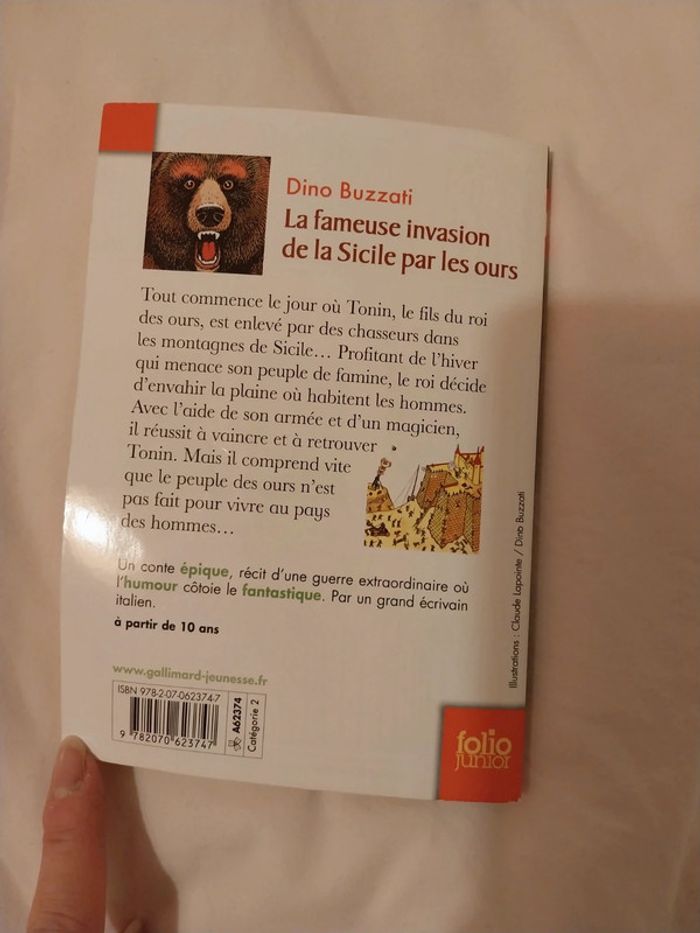 Dino Buzzati
La fameuse invasion
de la Sicile par les ours
Tout commence le jour où Tonin, le fils du roi
des ours, est enlevé par des chasseurs dans
les montagnes de Sicile... Profitant de l'hiver
qui menace son peuple de famine, le roi décide
d'envahir la plaine où habitent les hommes.
Avec l'aide de son armée et d'un magicien,
il réussit à vaincre et à retrouver
Tonin. Mais il comprend vite
que le peuple des ours n'est
pas fait pour vivre au pays
des hommes...
Un conte épique, récit d'une guerre extraordinaire où
l'humour côtoie le fantastique. Par un grand écrivain
italien.
à partir de 10 ans
www.gallimard-jeunesse.fr
ISBN 978-2-07-062374-7
9 782070 623747
A62374
Catégorie 2
Illustrations : Claude Lapointe / Dino Buzzati
folio
junior